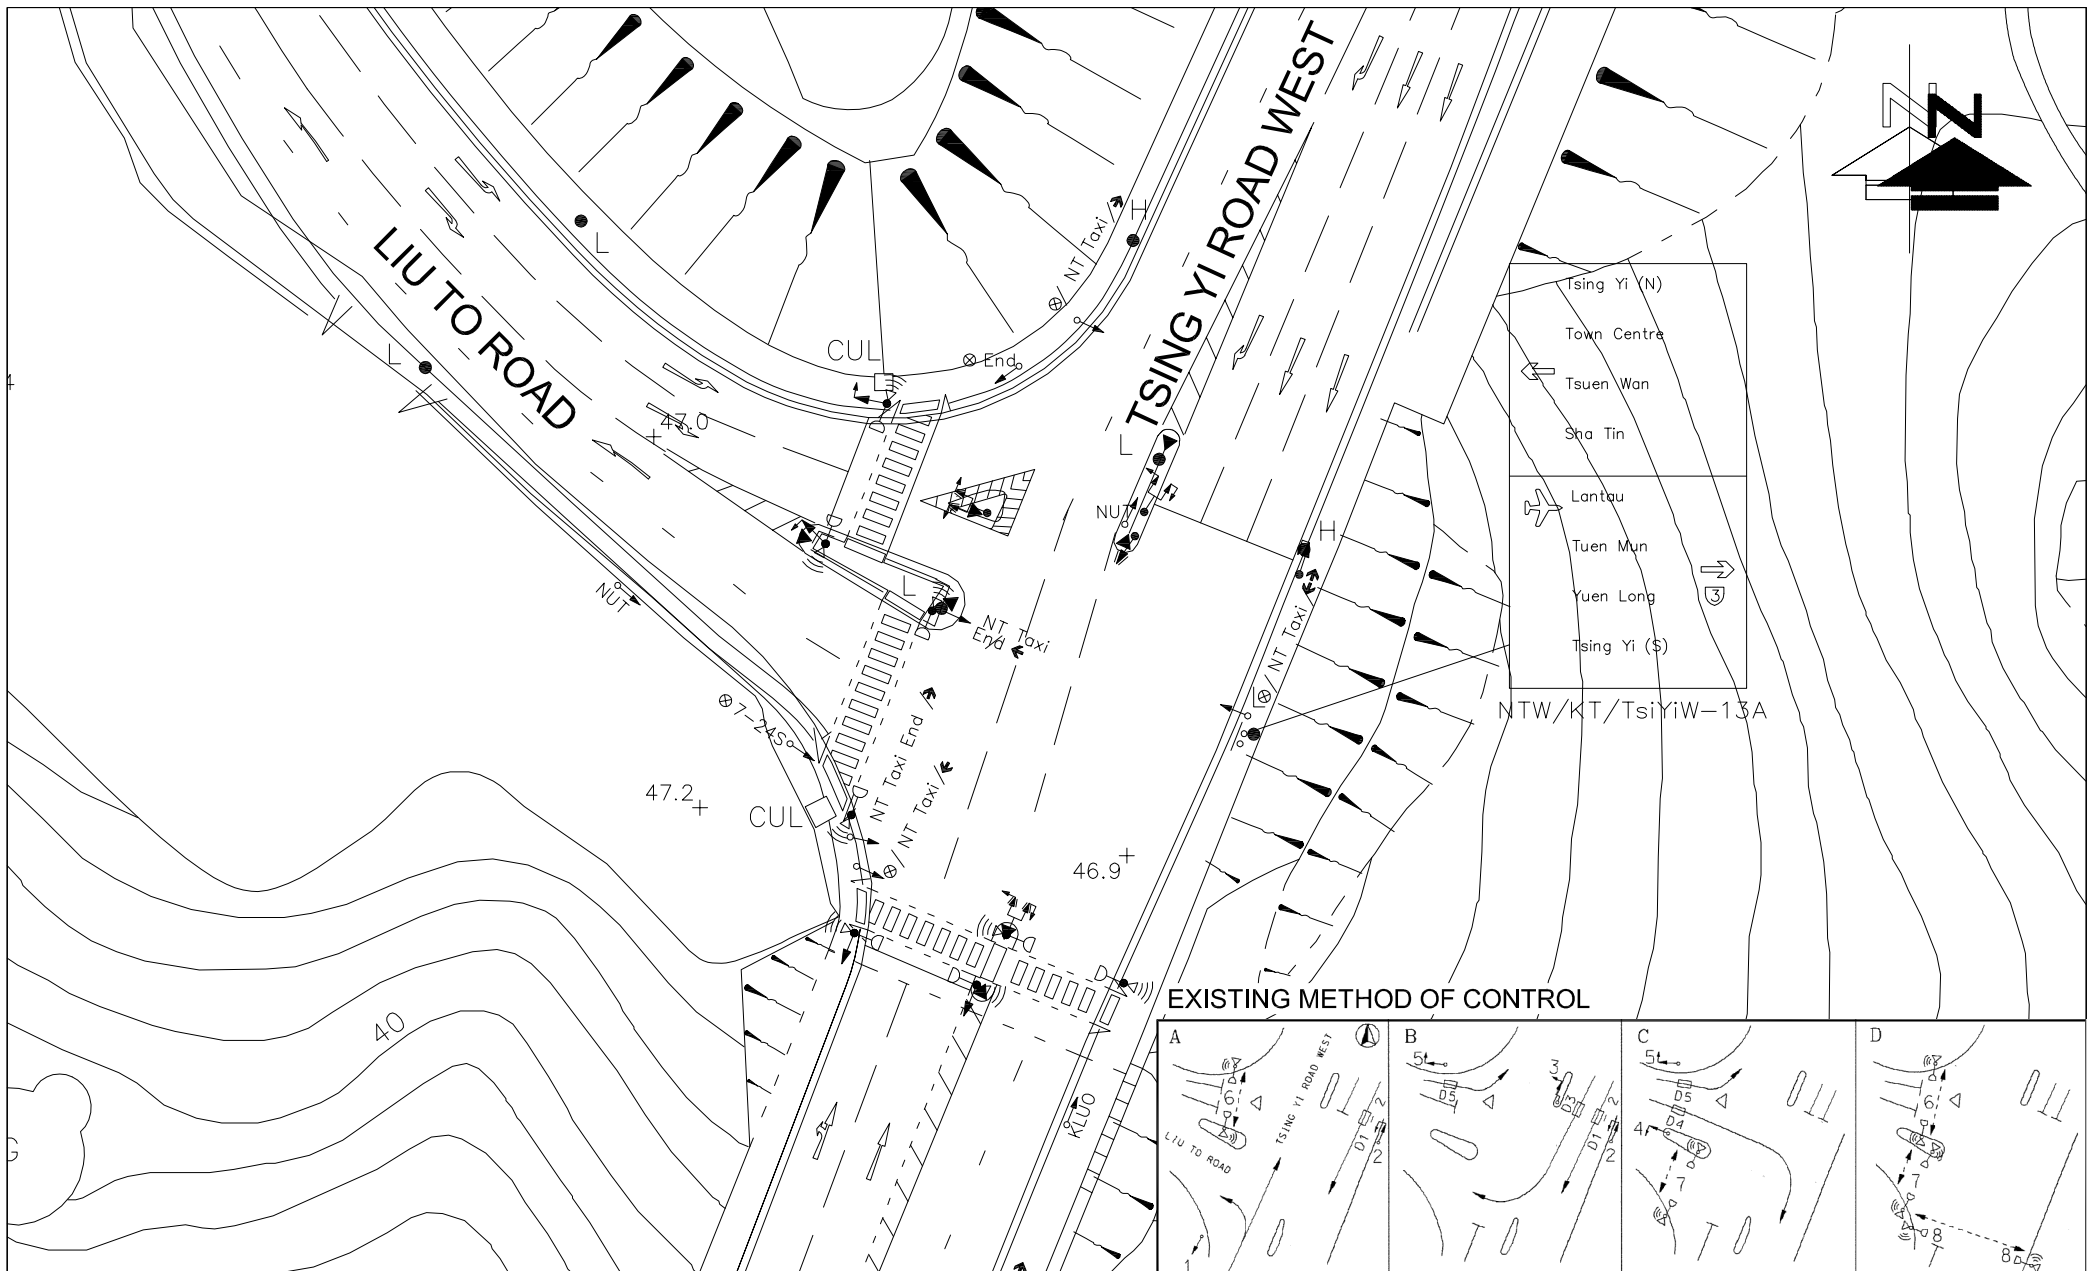 TSING YI ROAD WEST
LIU TO ROAD
N
L
H
NT Taxi
CUL
End
L
47.0
L
NUT
H
NUT
L
NT Taxi
End
NT Taxi
L
7-24S
NT Taxi End
NT Taxi
47.2
CUL
46.9
40
KLUO
G
4
Tsing Yi (N)
Town Centre
Tsuen Wan
Sha Tin
Lantau
Tuen Mun
Yuen Long
3
Tsing Yi (S)
NTW/KT/TsiYiW-13A
EXISTING METHOD OF CONTROL
A
6
TSING YI ROAD WEST
LIU TO ROAD
D1
2
2
1
B
5
D5
3
D3
D1
2
2
C
5
D5
D4
4
7
D
6
7
8
8